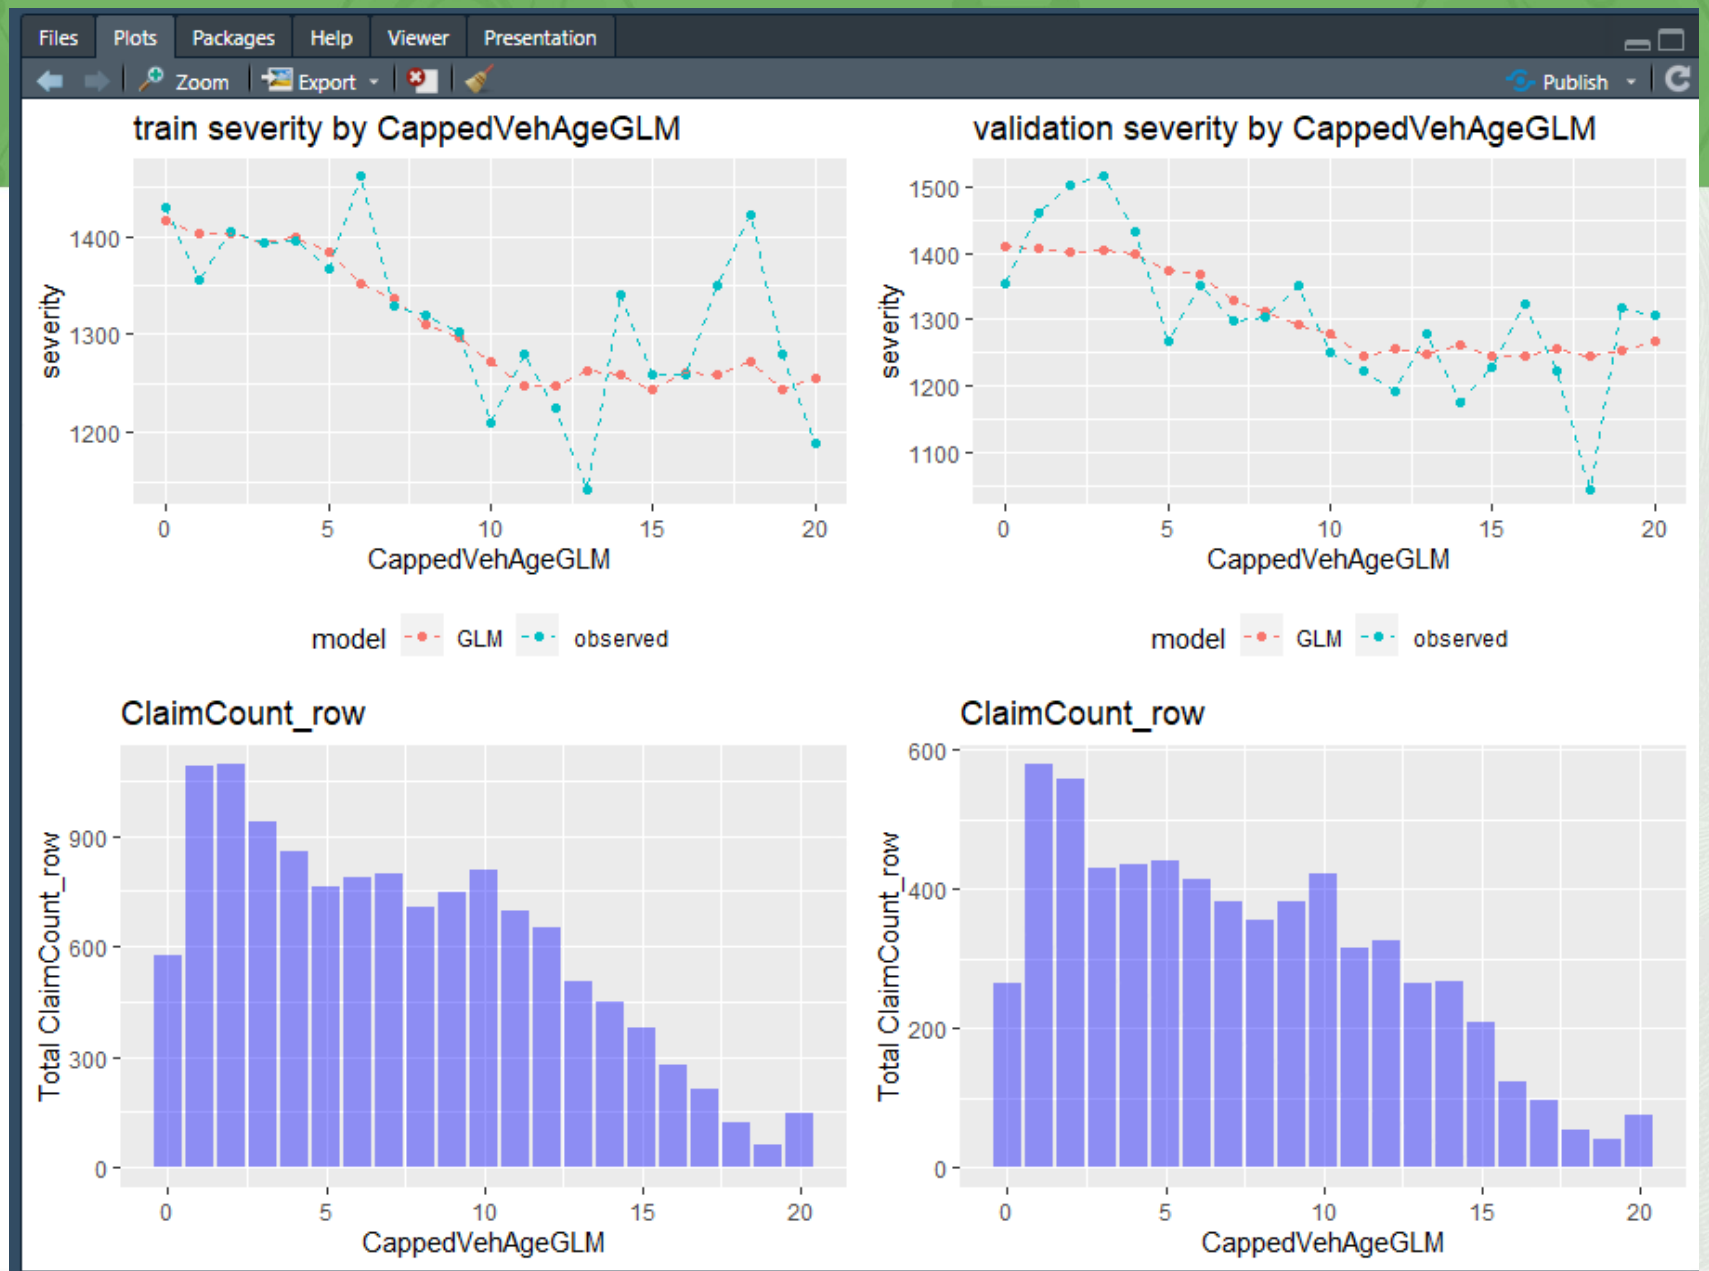 Files Plots Packages Help Viewer Presentation
Zoom Export Publish
train severity by CappedVehAgeGLM
1400
1300
1200
severity
0 5 10 15 20
CappedVehAgeGLM
model GLM observed
validation severity by CappedVehAgeGLM
1500
1400
1300
1200
1100
severity
0 5 10 15 20
CappedVehAgeGLM
model GLM observed
ClaimCount_row
900
600
300
0
Total ClaimCount_row
0 5 10 15 20
CappedVehAgeGLM
ClaimCount_row
600
400
200
0
Total ClaimCount_row
0 5 10 15 20
CappedVehAgeGLM